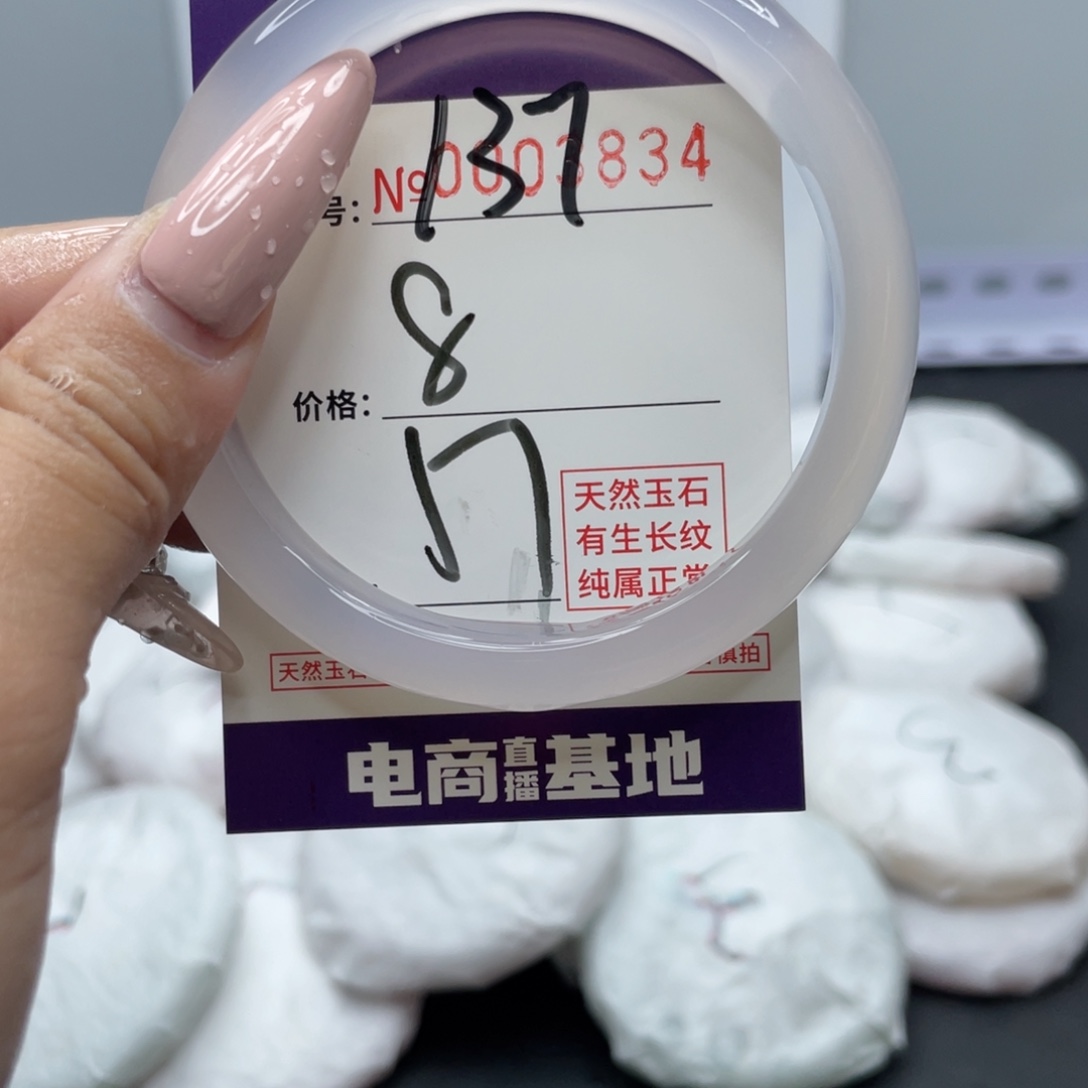 137
号: №0003834
8
价格:
天然玉石
有生长纹
纯属正常
天然玉石
慎拍
电商直播基地